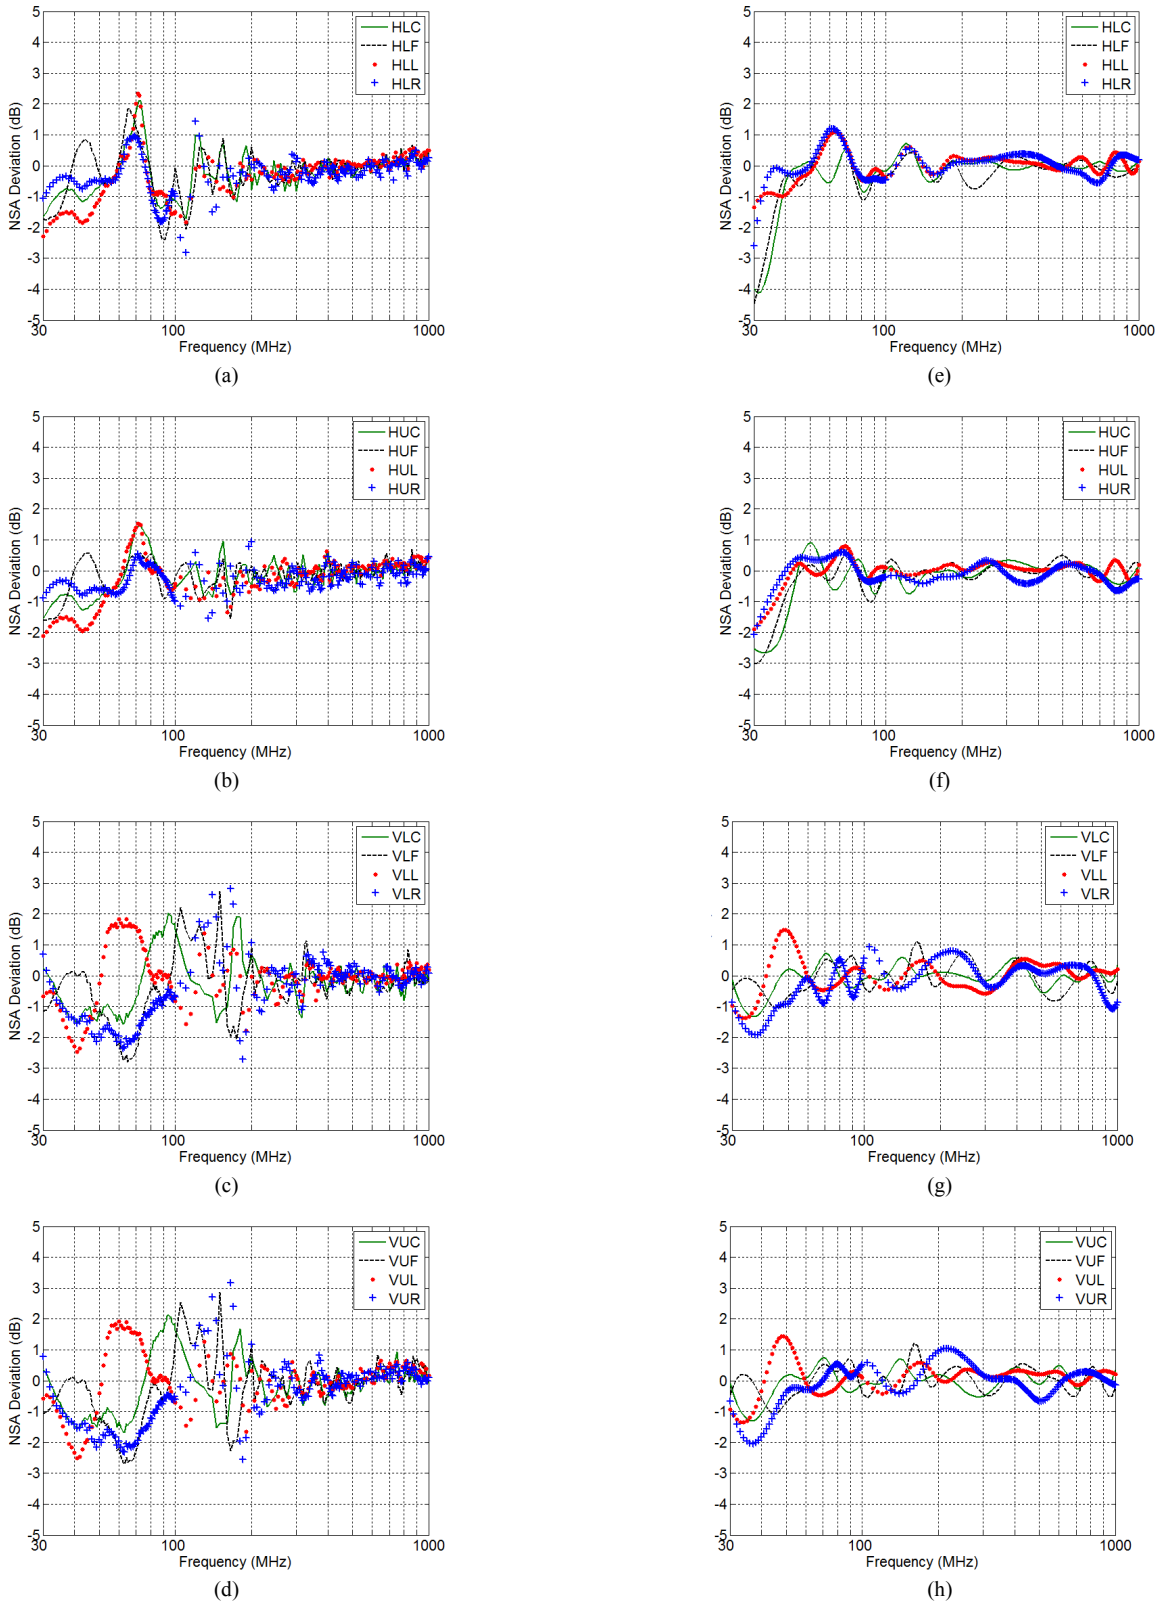 5
4
3
2
1
0
-1
-2
-3
-4
-5
NSA Deviation (dB)
HLC
HLF
HLL
HLR
30 100 1000
Frequency (MHz)
(a)
5
4
3
2
1
0
-1
-2
-3
-4
-5
NSA Deviation (dB)
HLC
HLF
HLL
HLR
30 100 1000
Frequency (MHz)
(e)
5
4
3
2
1
0
-1
-2
-3
-4
-5
NSA Deviation (dB)
HUC
HUF
HUL
HUR
30 100 1000
Frequency (MHz)
(b)
5
4
3
2
1
0
-1
-2
-3
-4
-5
NSA Deviation (dB)
HUC
HUF
HUL
HUR
30 100 1000
Frequency (MHz)
(f)
5
4
3
2
1
0
-1
-2
-3
-4
-5
NSA Deviation (dB)
VLC
VLF
VLL
VLR
30 100 1000
Frequency (MHz)
(c)
5
4
3
2
1
0
-1
-2
-3
-4
-5
VLC
VLF
VLL
VLR
30 100 1000
Frequency (MHz)
(g)
5
4
3
2
1
0
-1
-2
-3
-4
-5
NSA Deviation (dB)
VUC
VUF
VUL
VUR
30 100 1000
Frequency (MHz)
(d)
5
4
3
2
1
0
-1
-2
-3
-4
-5
VUC
VUF
VUL
VUR
30 100 1000
Frequency (MHz)
(h)